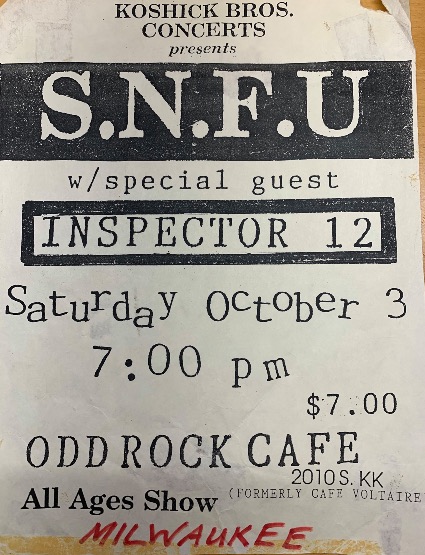 KOSHICK BROS.
CONCERTS
presents
S.N.F.U
w/special guest
INSPECTOR 12
Saturday October 3
7:00 pm
$7.00
ODD ROCK CAFE
2010 S. KK
All Ages Show (FORMERLY CAFE VOLTAIRE
MILWAUKEE